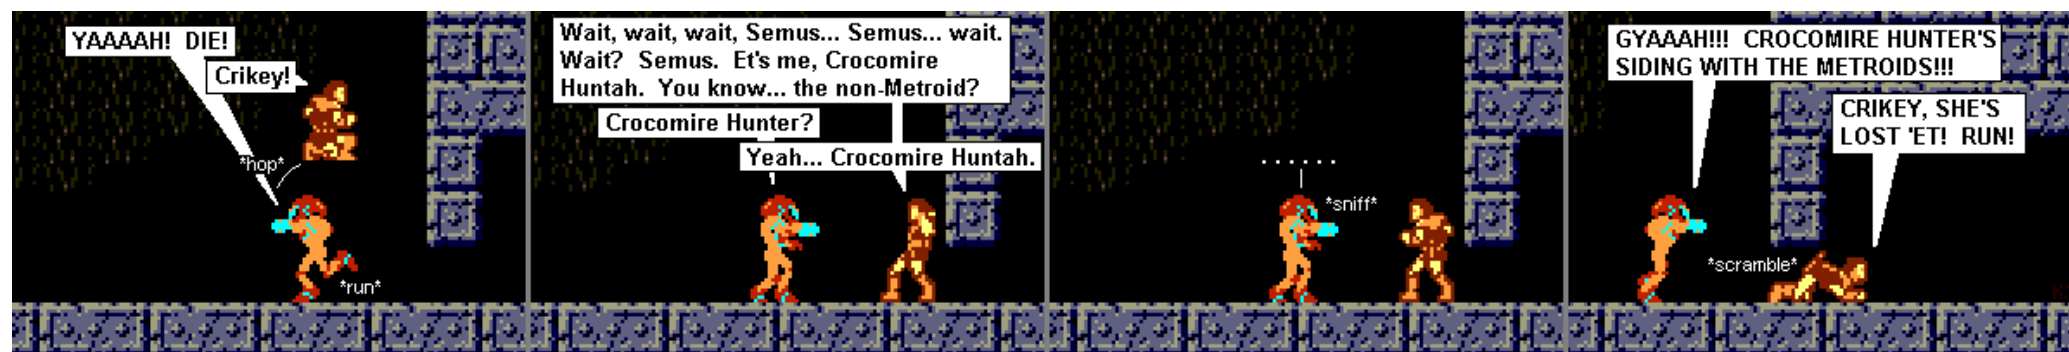 YAAAAH! DIE!
Crikey!
*hop*
*run*
Wait, wait, wait, Semus... Semus... wait.
Wait? Semus. Et's me, Crocomire
Huntah. You know... the non-Metroid?
Crocomire Hunter?
Yeah... Crocomire Huntah.
......
*sniff*
GYAAAH!!! CROCOMIRE HUNTER'S
SIDING WITH THE METROIDS!!!
CRIKEY, SHE'S
LOST 'ET! RUN!
*scramble*